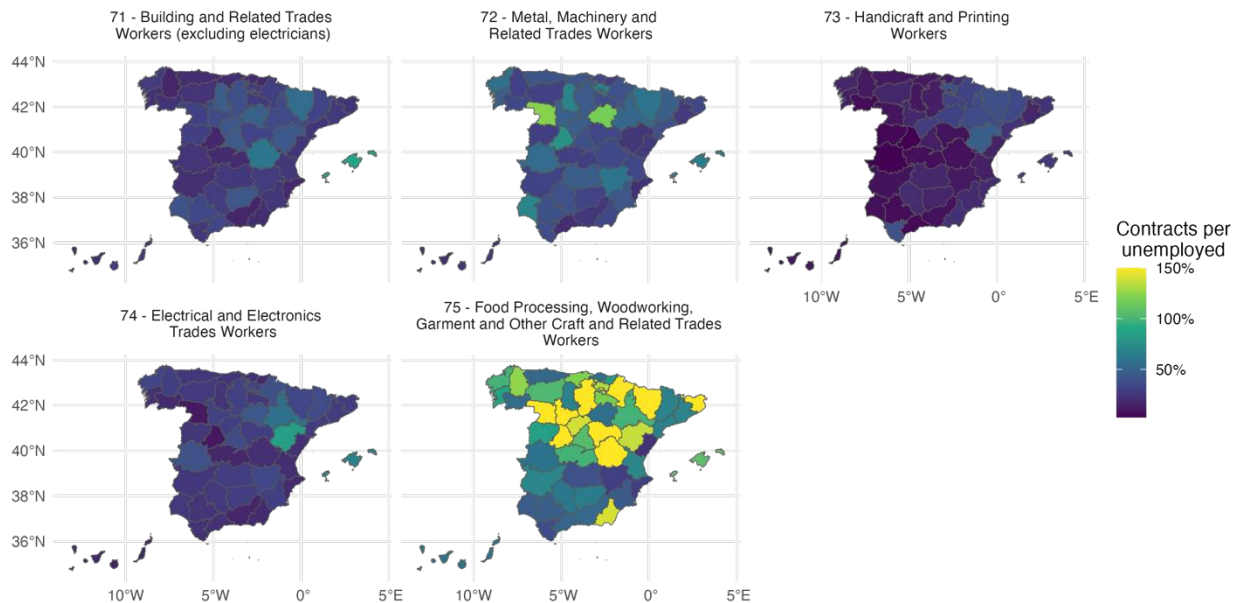 71 - Building and Related Trades
Workers (excluding electricians)
72 - Metal, Machinery and
Related Trades Workers
73 - Handicraft and Printing
Workers
44°N
42°N
40°N
38°N
36°N
10°W
5°W
0°
5°E
Contracts per
unemployed
150%
100%
50%
74 - Electrical and Electronics
Trades Workers
75 - Food Processing, Woodworking,
Garment and Other Craft and Related Trades
Workers
44°N
42°N
40°N
38°N
36°N
10°W
5°W
0°
5°E
10°W
5°W
0°
5°E